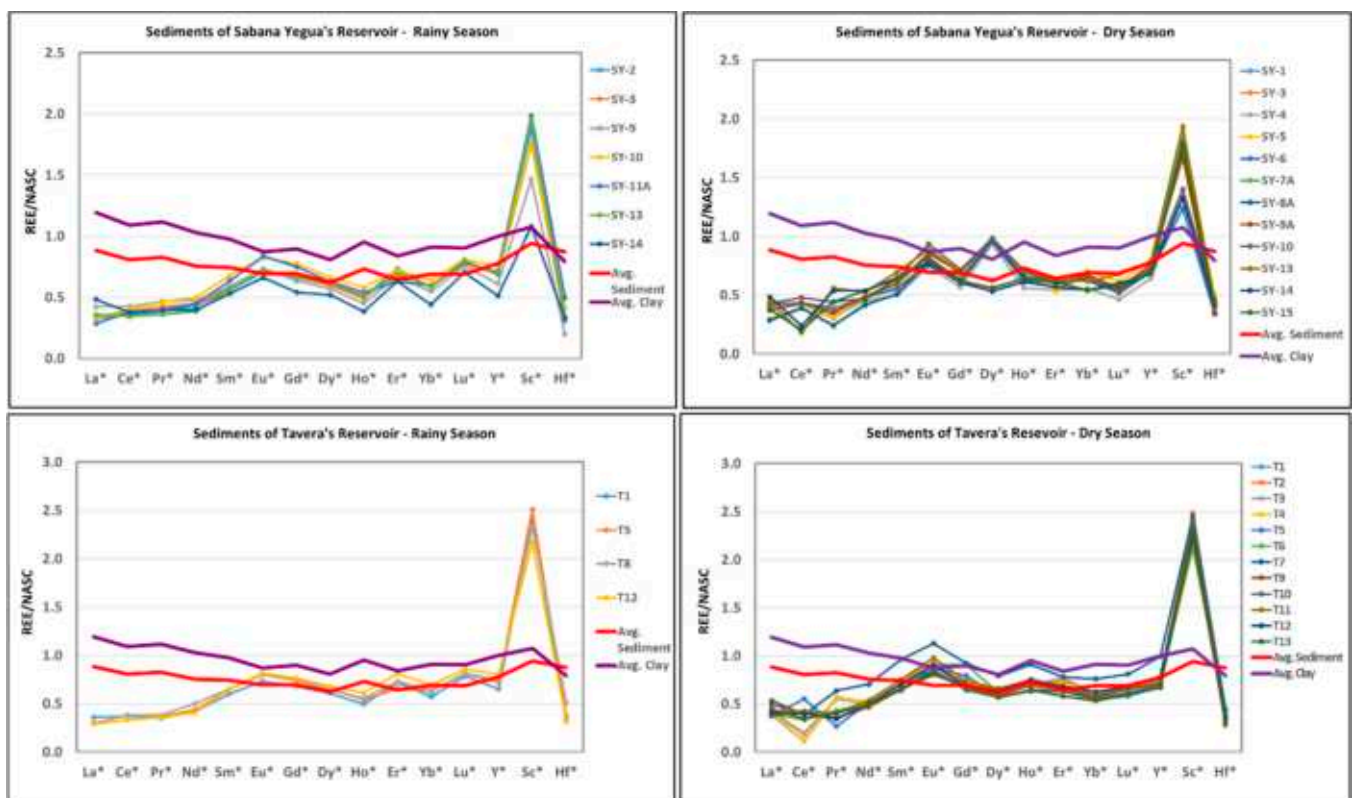 Sediments of Sabana Yegua's Reservoir - Rainy Season
2.5
2.0
1.5
1.0
0.5
0.0
REE/NASC
La* Ce* Pr* Nd* Sm* Eu* Gd* Dy* Ho* Er* Yb* Lu* Y* Sc* Hf*
SY-2
SY-9
SY-10
SY-11A
SY-13
SY-14
Avg.
Sediment
Avg. Clay
Sediments of Sabana Yegua's Reservoir - Dry Season
2.5
2.0
1.5
1.0
0.5
0.0
REE/NASC
La* Ce* Pr* Nd* Sm* Eu* Gd* Dy* Ho* Er* Yb* Lu* Y* Sc* Hf*
SY-1
SY-3
SY-4
SY-5
SY-6
SY-7A
SY-8A
SY-9A
SY-10
SY-13
SY-14
SY-15
Avg. Sediment
Avg. Clay
Sediments of Tavera's Reservoir - Rainy Season
3.0
2.5
2.0
1.5
1.0
0.5
0.0
REE/NASC
La* Ce* Pr* Nd* Sm* Eu* Gd* Dy* Ho* Er* Yb* Lu* Y* Sc* Hf*
T1
T5
T8
T12
Avg.
Sediment
Avg. Clay
Sediments of Tavera's Resevoir - Dry Season
3.0
2.5
2.0
1.5
1.0
0.5
0.0
REE/NASC
La* Ce* Pr* Nd* Sm* Eu* Gd* Dy* Ho* Er* Yb* Lu* Y* Sc* Hf*
T1
T2
T3
T4
T5
T6
T7
T9
T10
T11
T12
T13
Avg. Sediment
Avg. Clay